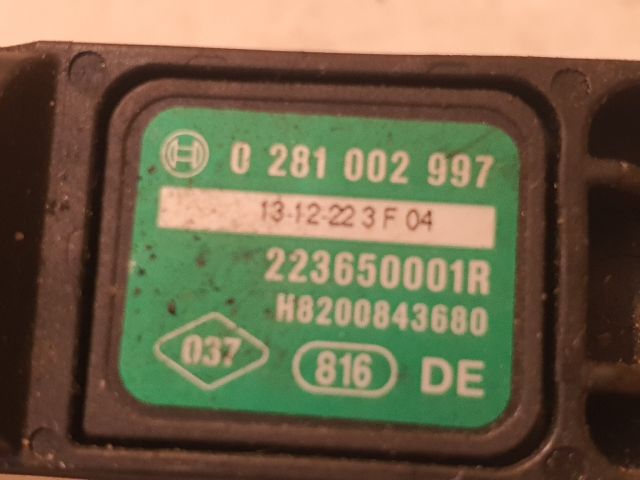 0 281 002 997
13-12-22 3 F 04
223650001R
H8200843680
037 816 DE